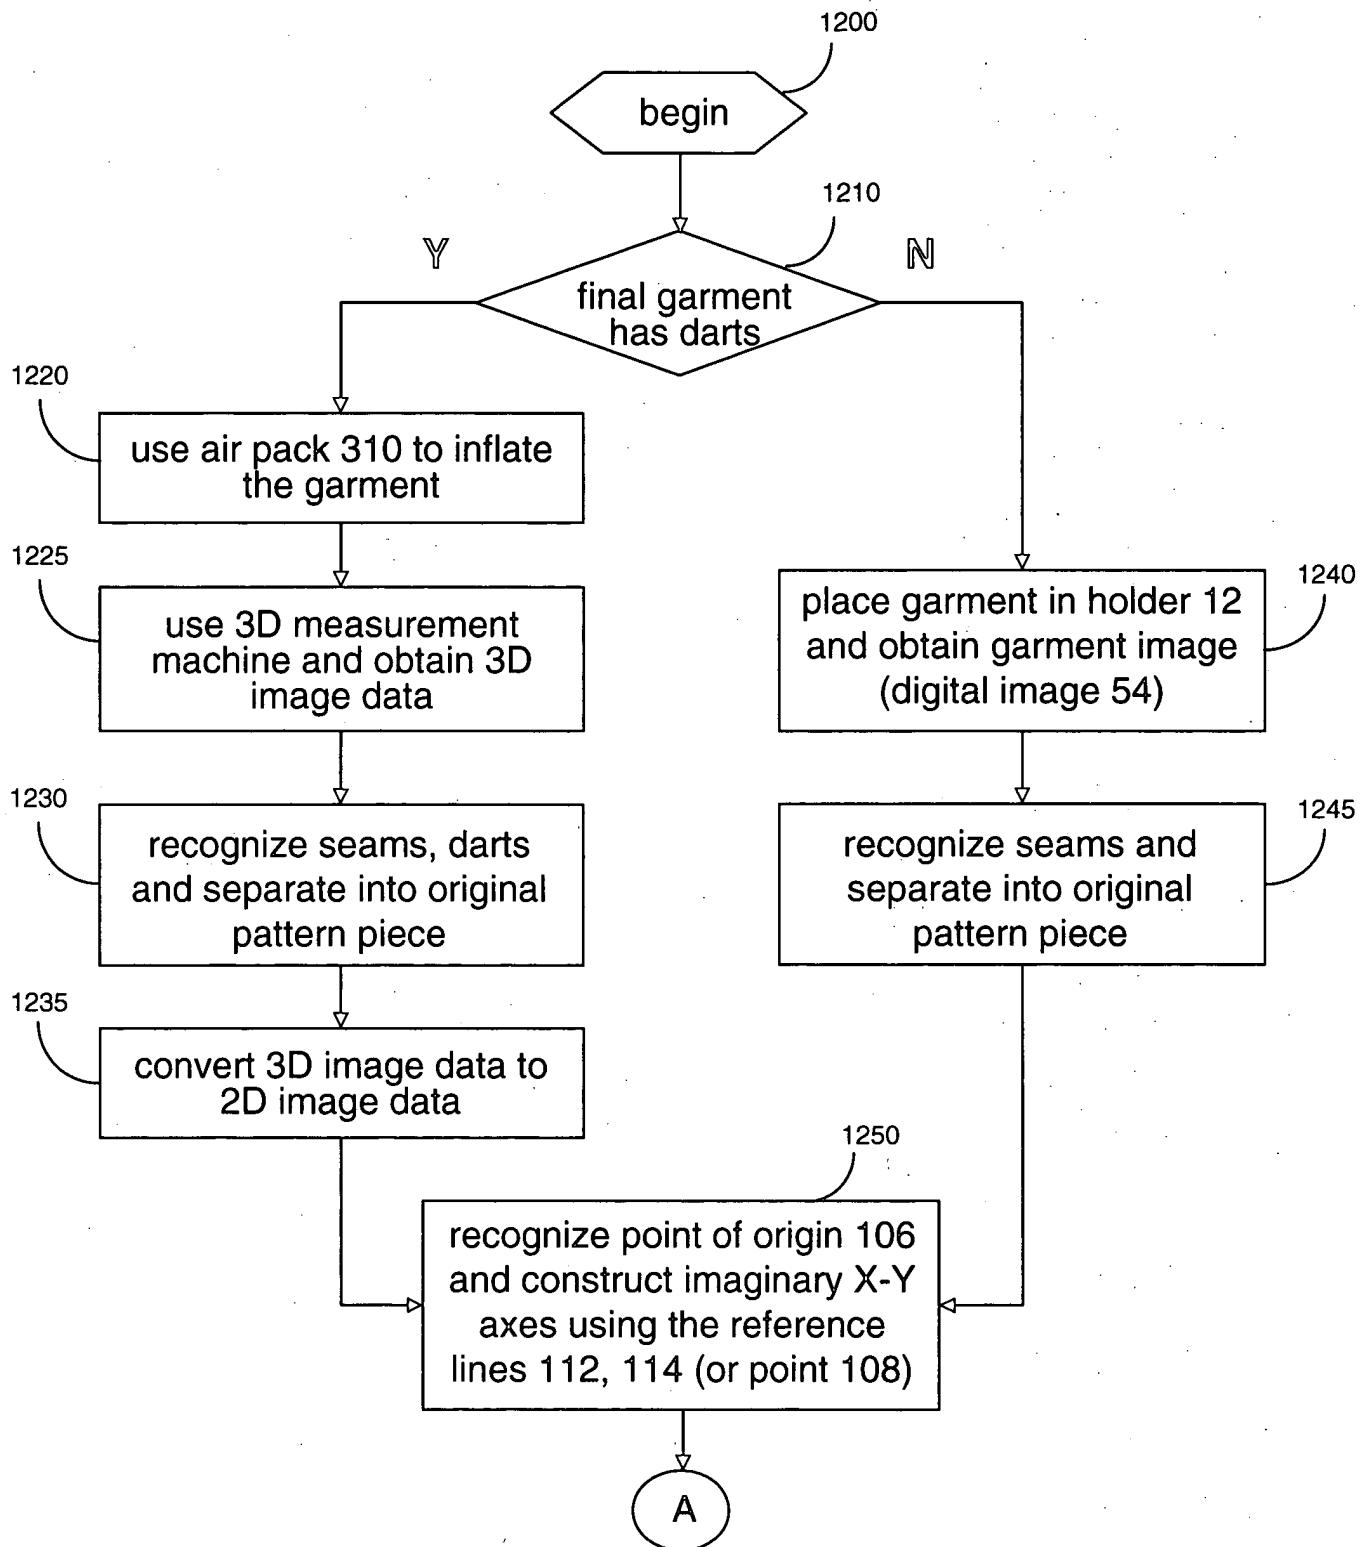 1200
begin
1210
Y
N
final garment
has darts
1220
use air pack 310 to inflate
the garment
1225
use 3D measurement
machine and obtain 3D
image data
1240
place garment in holder 12
and obtain garment image
(digital image 54)
1230
recognize seams, darts
and separate into original
pattern piece
1245
recognize seams and
separate into original
pattern piece
1235
convert 3D image data to
2D image data
1250
recognize point of origin 106
and construct imaginary X-Y
axes using the reference
lines 112, 114 (or point 108)
A